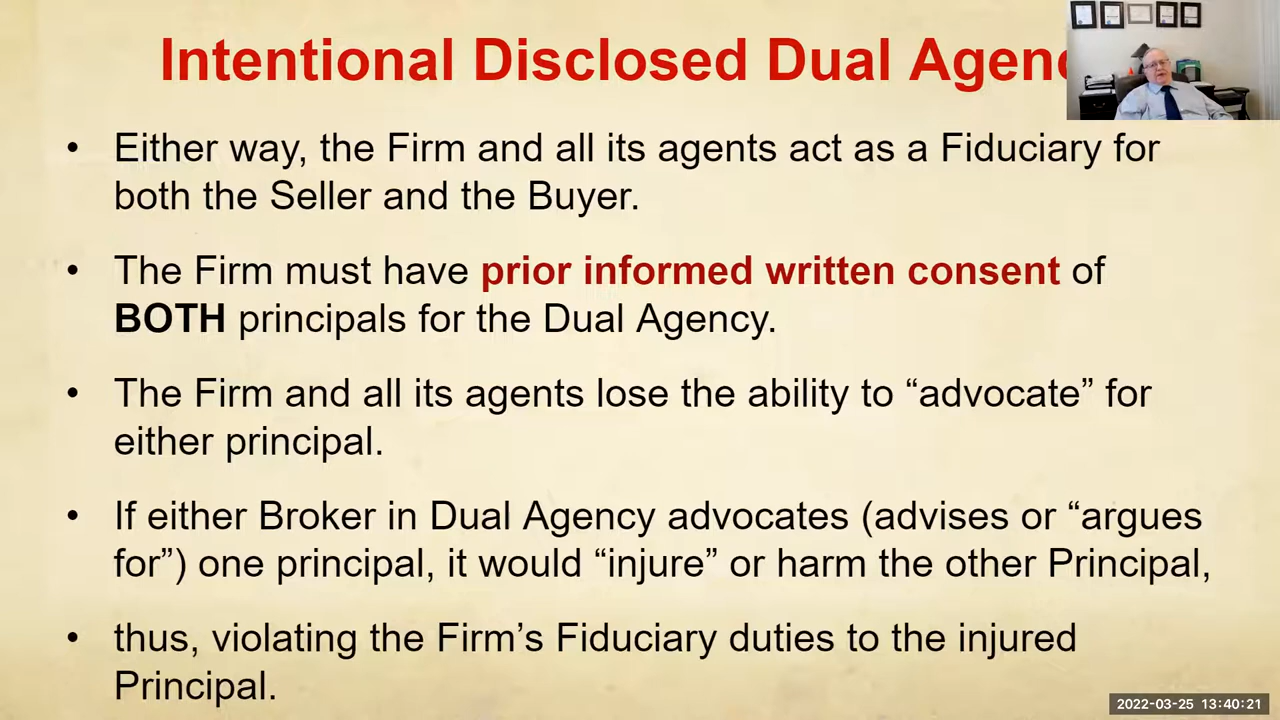 Intentional Disclosed Dual Agenc
• Either way, the Firm and all its agents act as a Fiduciary for
both the Seller and the Buyer.
• The Firm must have prior informed written consent of
BOTH principals for the Dual Agency.
• The Firm and all its agents lose the ability to “advocate” for
either principal.
• If either Broker in Dual Agency advocates (advises or “argues
for”) one principal, it would “injure” or harm the other Principal,
• thus, violating the Firm’s Fiduciary duties to the injured
Principal.
2022-03-25 13:40:21